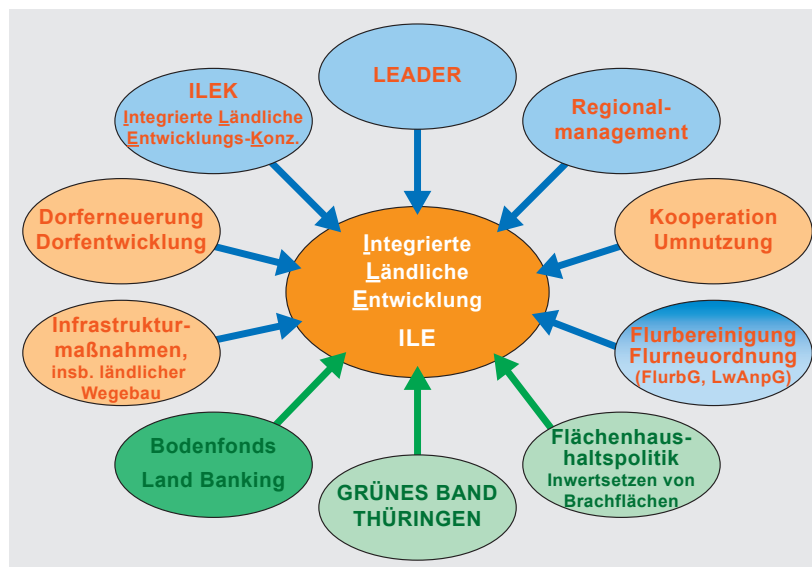 LEADER
ILEK
Integrierte Ländliche
Entwicklungs-Konz.
Regional-
management
Dorferneuerung
Dorfentwicklung
Integrierte
Ländliche
Entwicklung
ILE
Kooperation
Umnutzung
Infrastruktur-
maßnahmen,
insb. ländlicher
Wegebau
Flurbereinigung
Flurneuordnung
(FlurbG, LwAnpG)
Bodenfonds
Land Banking
GRÜNES BAND
THÜRINGEN
Flächenhaus-
haltspolitik
Inwertsetzen von
Brachflächen